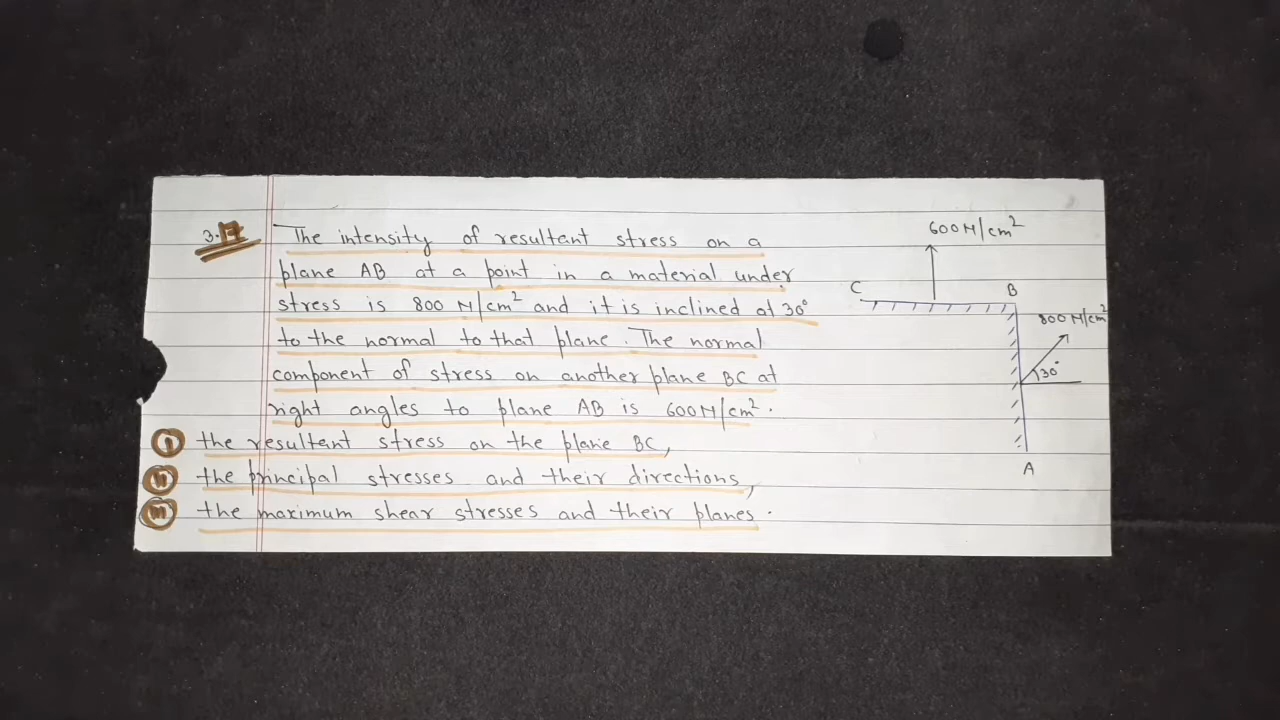 3.17 The intensity of resultant stress on a
plane AB at a point in a material under
stress is 800 N/cm² and it is inclined at 30°
to the normal to that plane. The normal
component of stress on another plane BC at
right angles to plane AB is 600 N/cm².
(i) the resultant stress on the plane BC,
(ii) the principal stresses and their directions,
(iii) the maximum shear stresses and their planes.
600 N/cm²
C
B
800 N/cm²
30°
A